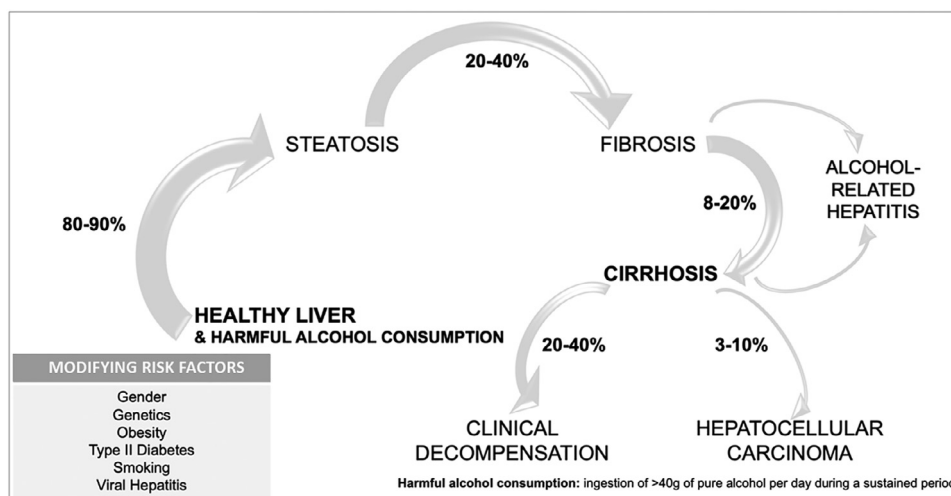 20-40%
STEATOSIS
FIBROSIS
ALCOHOL-
RELATED
HEPATITIS
80-90%
8-20%
CIRRHOSIS
HEALTHY LIVER
& HARMFUL ALCOHOL CONSUMPTION
20-40%
3-10%
MODIFYING RISK FACTORS
Gender
Genetics
Obesity
Type II Diabetes
Smoking
Viral Hepatitis
CLINICAL
DECOMPENSATION
HEPATOCELLULAR
CARCINOMA
Harmful alcohol consumption: ingestion of >40g of pure alcohol per day during a sustained period